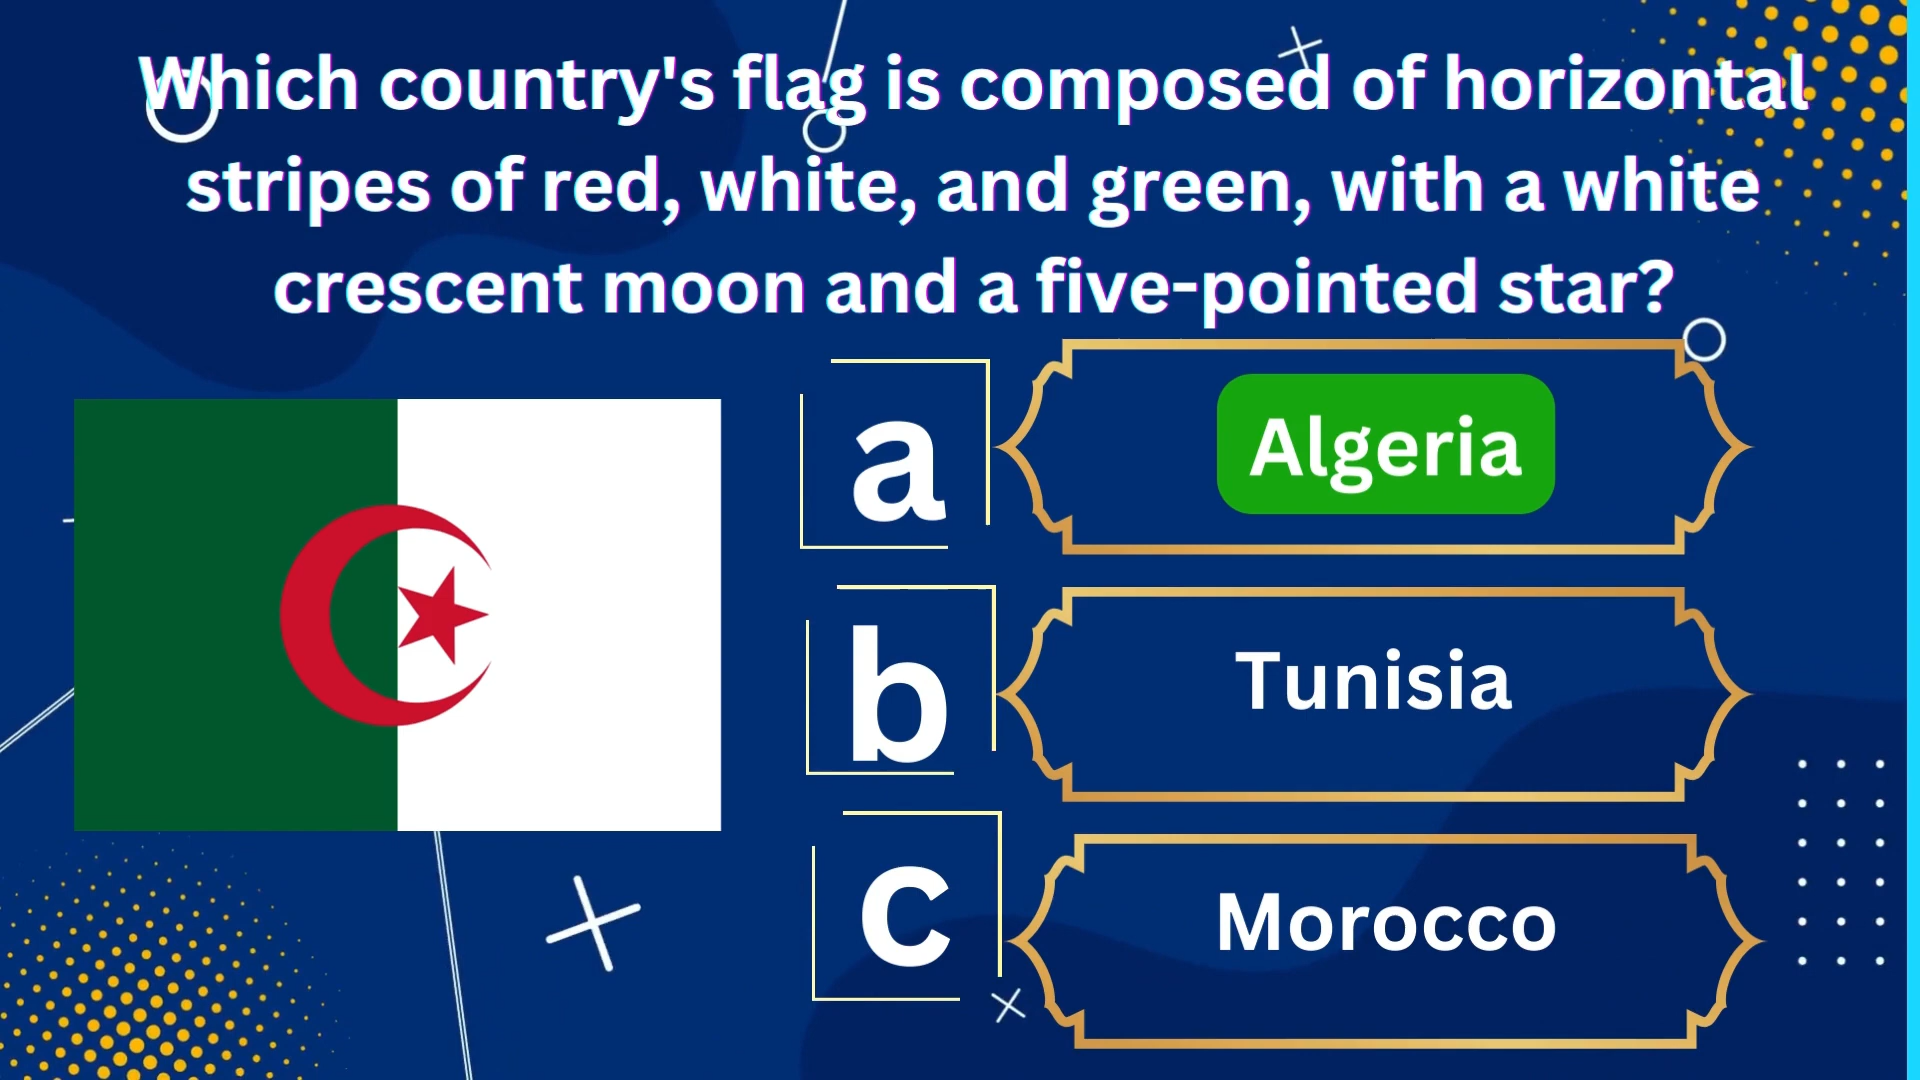 Which country's flag is composed of horizontal
stripes of red, white, and green, with a white
crescent moon and a five-pointed star?
a
Algeria
b
Tunisia
c
Morocco